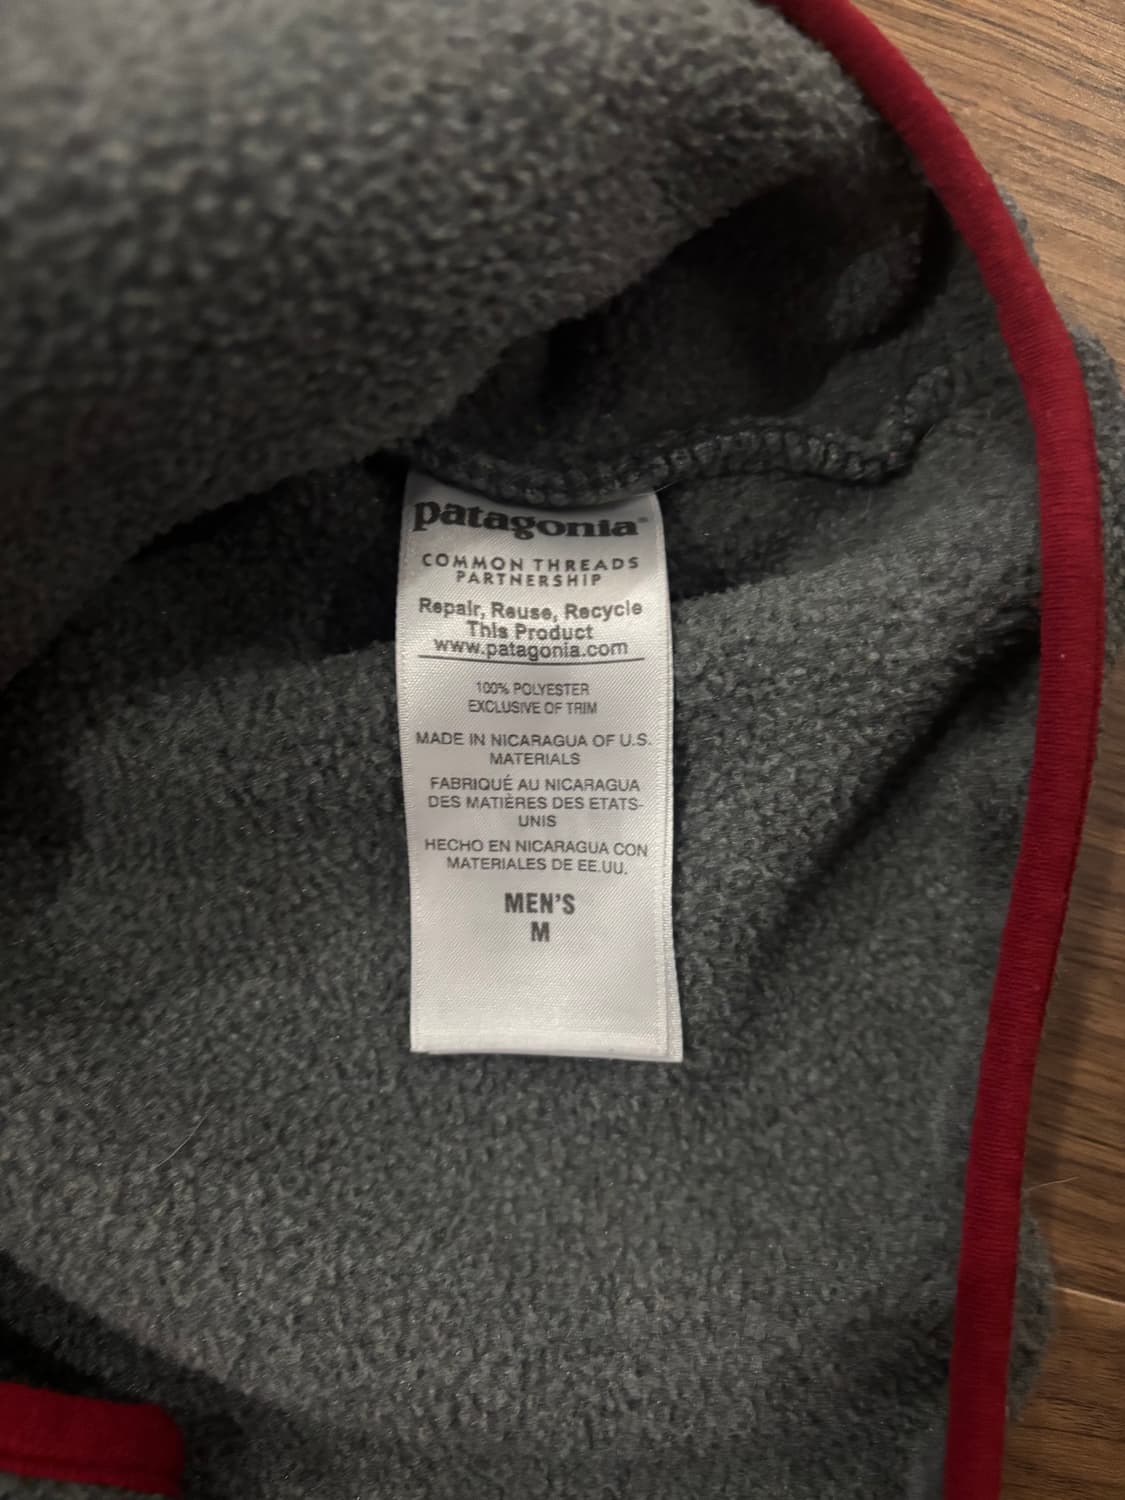 patagonia®
COMMON THREADS
PARTNERSHIP
Repair, Reuse, Recycle
This Product
www.patagonia.com
100% POLYESTER
EXCLUSIVE OF TRIM
MADE IN NICARAGUA OF U.S.
MATERIALS
FABRIQUÉ AU NICARAGUA
DES MATIÈRES DES ETATS-
UNIS
HECHO EN NICARAGUA CON
MATERIALES DE EE.UU.
MEN'S
M